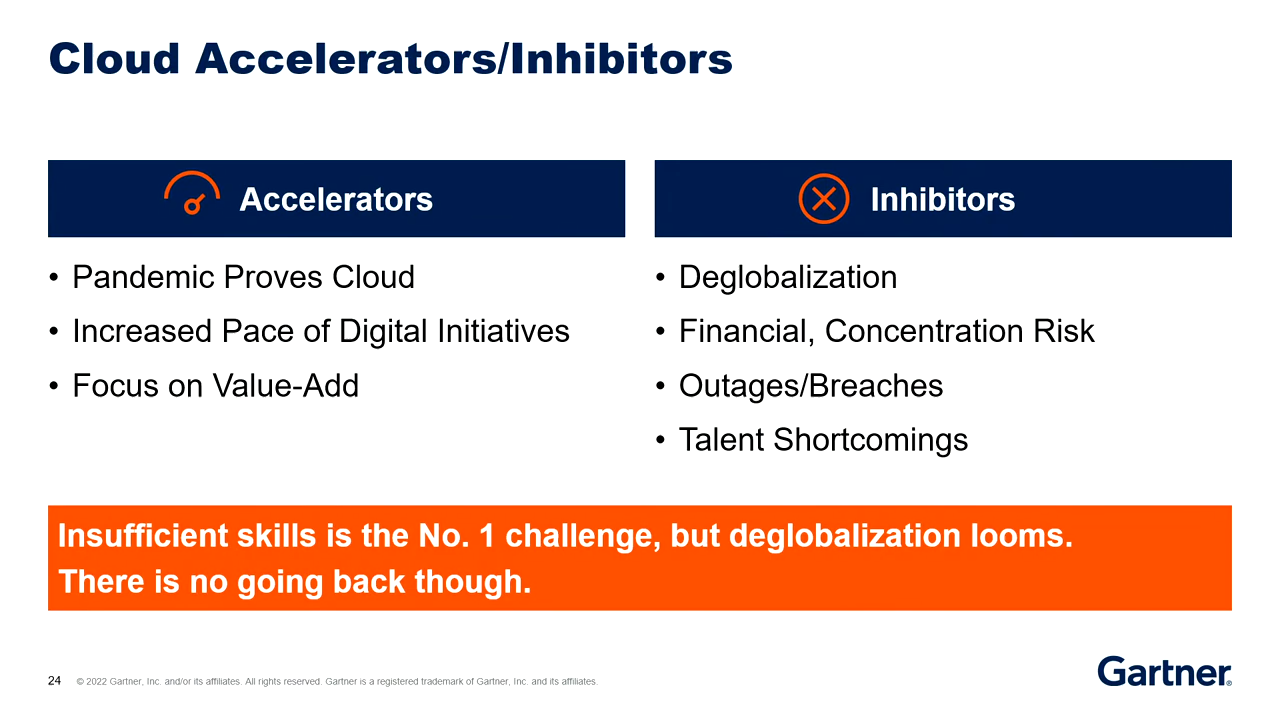 Cloud Accelerators/Inhibitors
Accelerators
• Pandemic Proves Cloud
• Increased Pace of Digital Initiatives
• Focus on Value-Add
Inhibitors
• Deglobalization
• Financial, Concentration Risk
• Outages/Breaches
• Talent Shortcomings
Insufficient skills is the No. 1 challenge, but deglobalization looms.
There is no going back though.
24 © 2022 Gartner, Inc. and/or its affiliates. All rights reserved. Gartner is a registered trademark of Gartner, Inc. and its affiliates.
Gartner®